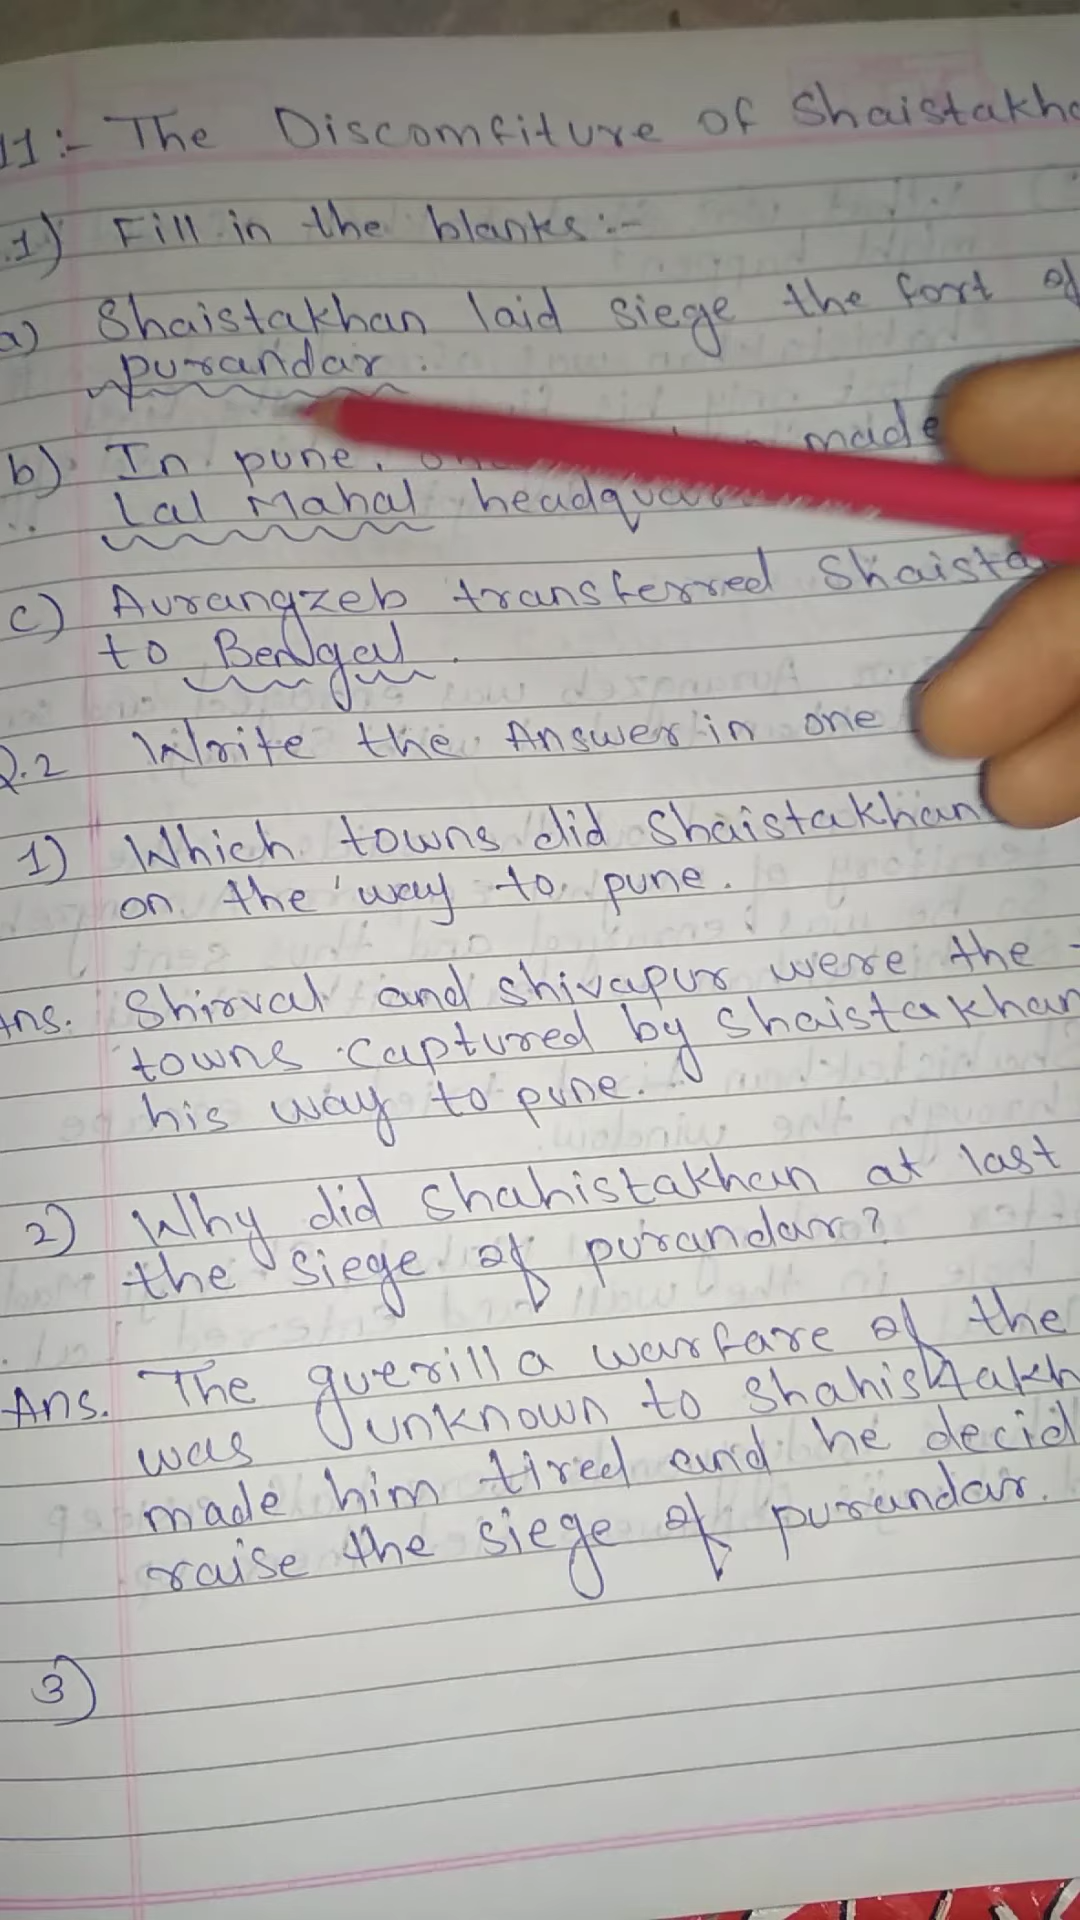 11:- The Discomfiture of Shaistakha
.1) Fill in the blanks:-
a) Shaistakhan laid siege the fort of
purandar.
b) In pune, made
Lal Mahal
c) Aurangzeb transferred Shaista
to Bengal.
Q.2 Write the Answer in one
1) Which towns did Shaistakhan
on the way to pune.
Ans. Shirval and shivapur were the
towns captured by Shaistakhan
his way to pune.
2) Why did Shahistakhan at last
the siege of purandar?
Ans. The guerilla warfare of the
was unknown to Shahistakh
made him tired and he decid
raise the siege of purandar.
3)